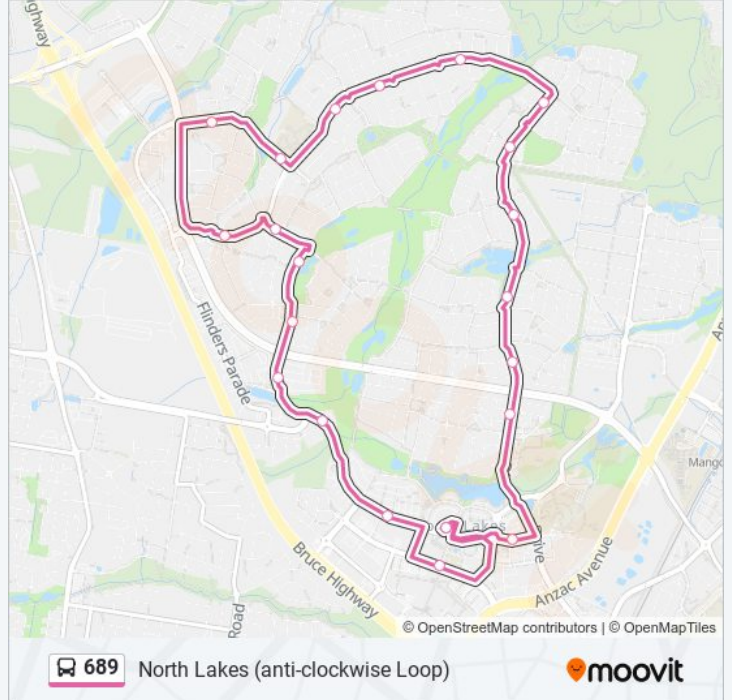 Highway
Flinders Parade
Lakes
Drive
Mango
Anzac Avenue
Bruce Highway
Road
© OpenStreetMap contributors | © OpenMapTiles
689 North Lakes (anti-clockwise Loop)
moovit